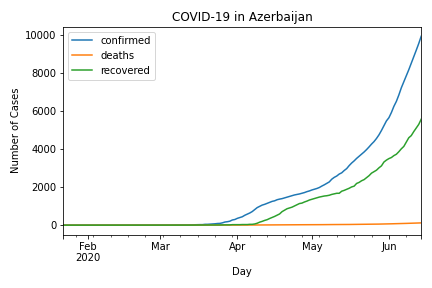 COVID-19 in Azerbaijan
confirmed
deaths
recovered
Number of Cases
10000
8000
6000
4000
2000
0
Feb
2020
Mar
Apr
May
Jun
Day